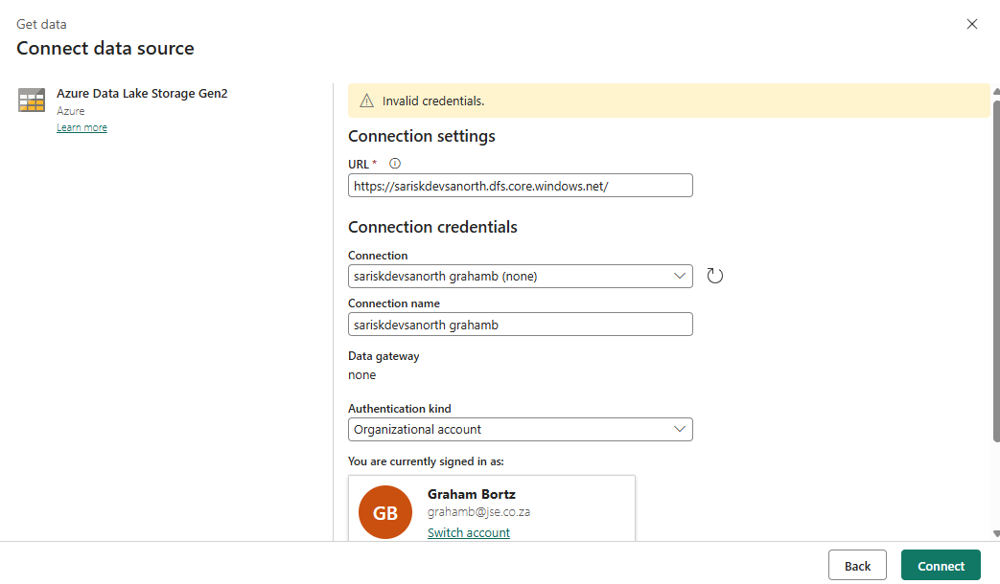 Get data
Connect data source
Azure Data Lake Storage Gen2
Azure
Learn more
Invalid credentials.
Connection settings
URL *
https://sariskdevsanorth.dfs.core.windows.net/
Connection credentials
Connection
sariskdevsanorth grahamb (none)
Connection name
sariskdevsanorth grahamb
Data gateway
none
Authentication kind
Organizational account
You are currently signed in as:
GB
Graham Bortz
grahamb@jse.co.za
Switch account
Back
Connect